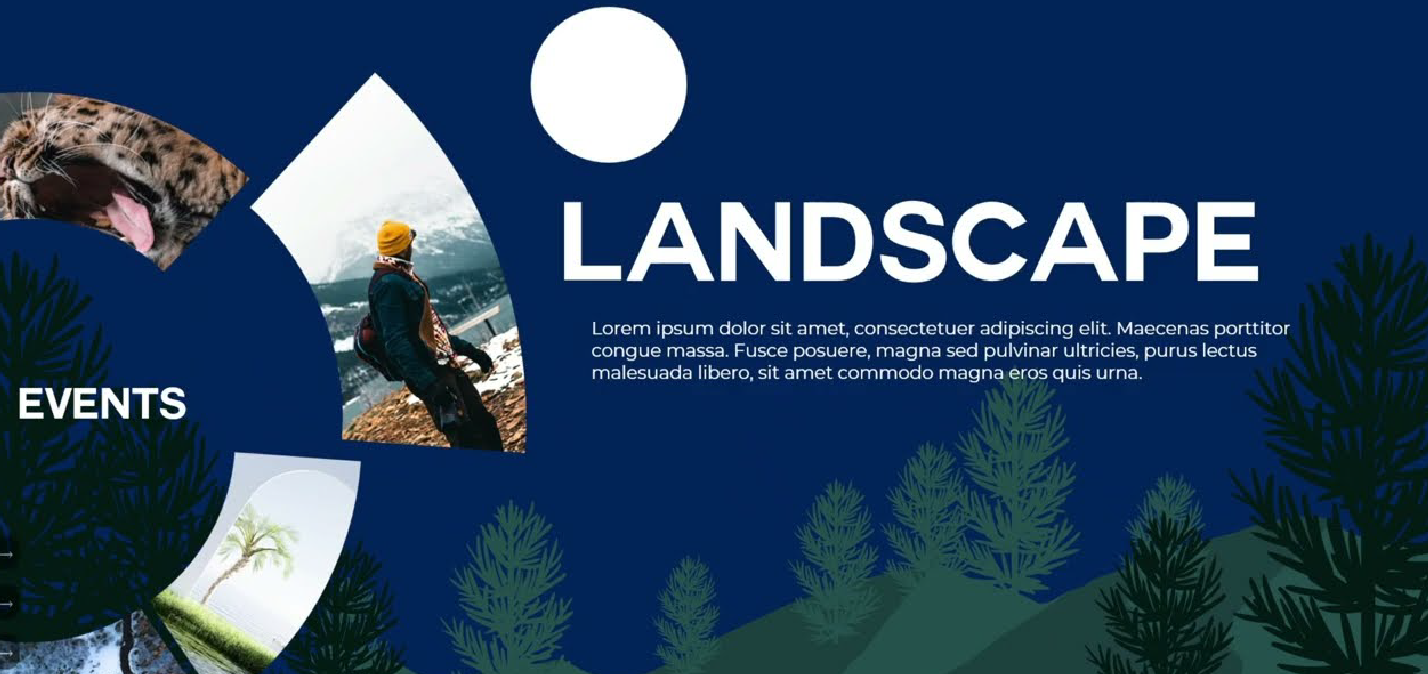 LANDSCAPE
Lorem ipsum dolor sit amet, consectetuer adipiscing elit. Maecenas porttitor
congue massa. Fusce posuere, magna sed pulvinar ultricies, purus lectus
malesuada libero, sit amet commodo magna eros quis urna.
EVENTS